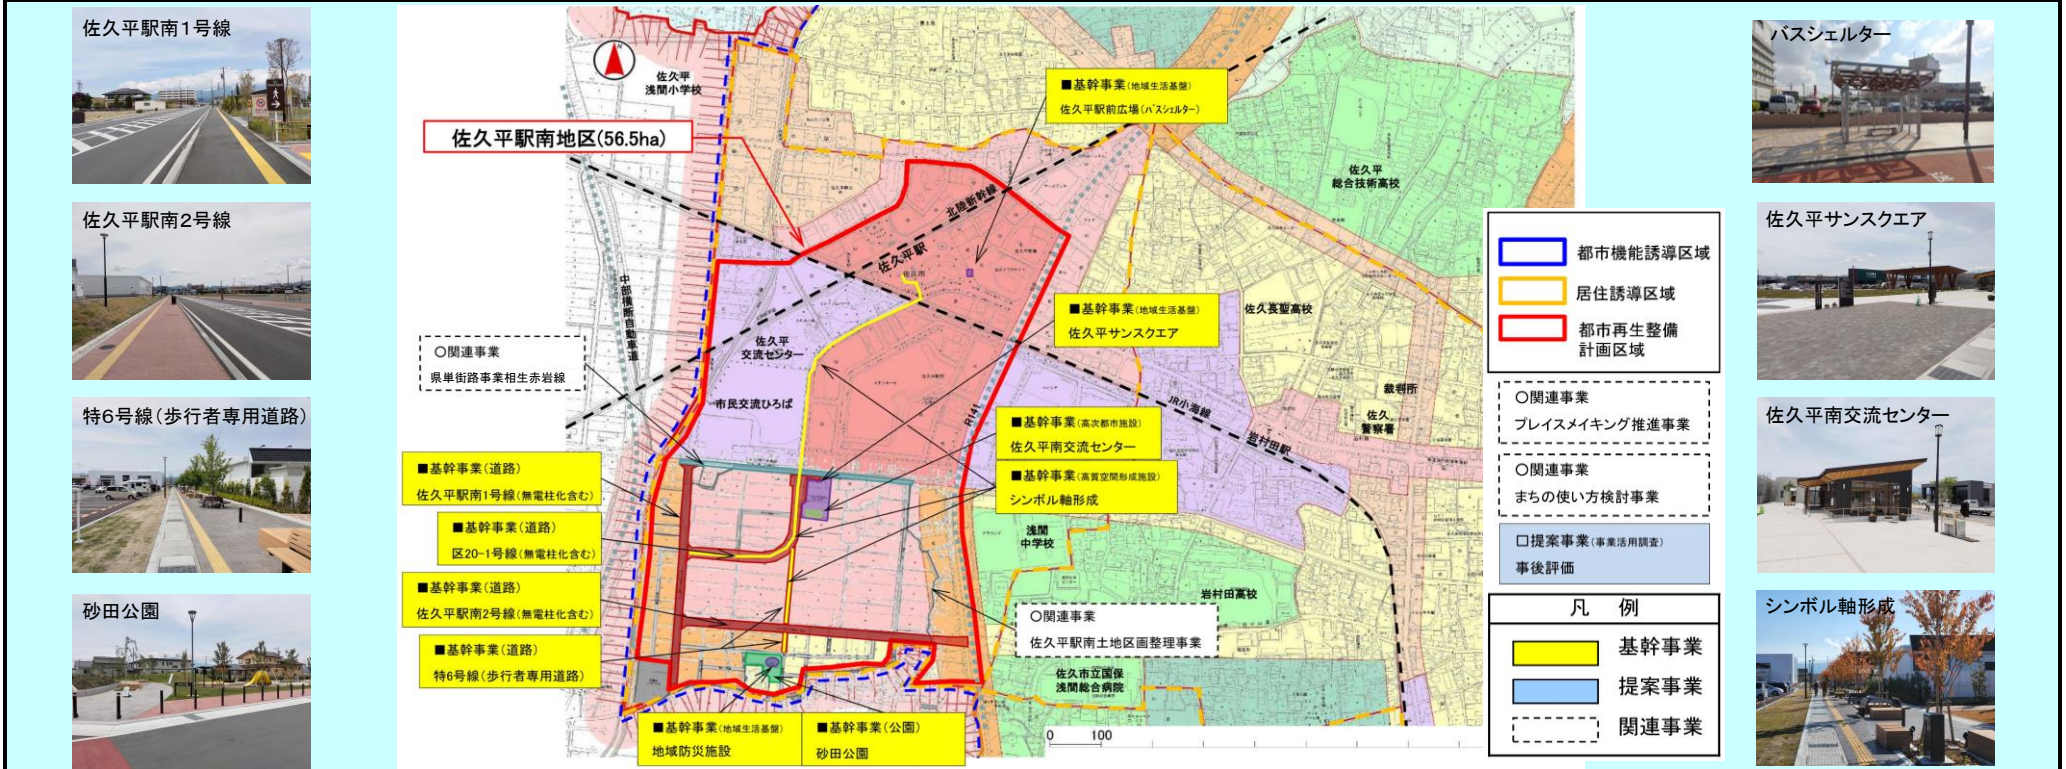 佐久平駅南1号線
佐久平駅南2号線
特6号線(歩行者専用道路)
砂田公園
N
佐久平
浅間小学校
佐久平駅南地区(56.5ha)
■基幹事業(地域生活基盤)
佐久平駅前広場(バスシェルター)
佐久平
総合技術高校
北陸新幹線
佐久平駅
中部横断自動車道
■基幹事業(地域生活基盤)
佐久平サンスクエア
佐久長聖高校
○関連事業
県単街路事業相生赤岩線
佐久平
交流センター
市民交流ひろば
R141
JR小海線
岩村田駅
裁判所
佐久
警察署
■基幹事業(高次都市施設)
佐久平南交流センター
■基幹事業(高質空間形成施設)
シンボル軸形成
■基幹事業(道路)
佐久平駅南1号線(無電柱化含む)
■基幹事業(道路)
区20-1号線(無電柱化含む)
■基幹事業(道路)
佐久平駅南2号線(無電柱化含む)
■基幹事業(道路)
特6号線(歩行者専用道路)
浅間
中学校
岩村田高校
○関連事業
佐久平駅南土地区画整理事業
佐久市立国保
浅間総合病院
■基幹事業(地域生活基盤)
地域防災施設
■基幹事業(公園)
砂田公園
0 100
都市機能誘導区域
居住誘導区域
都市再生整備
計画区域
○関連事業
プレイスメイキング推進事業
○関連事業
まちの使い方検討事業
□提案事業(事業活用調査)
事後評価
凡 例
基幹事業
提案事業
関連事業
バスシェルター
佐久平サンスクエア
佐久平南交流センター
シンボル軸形成